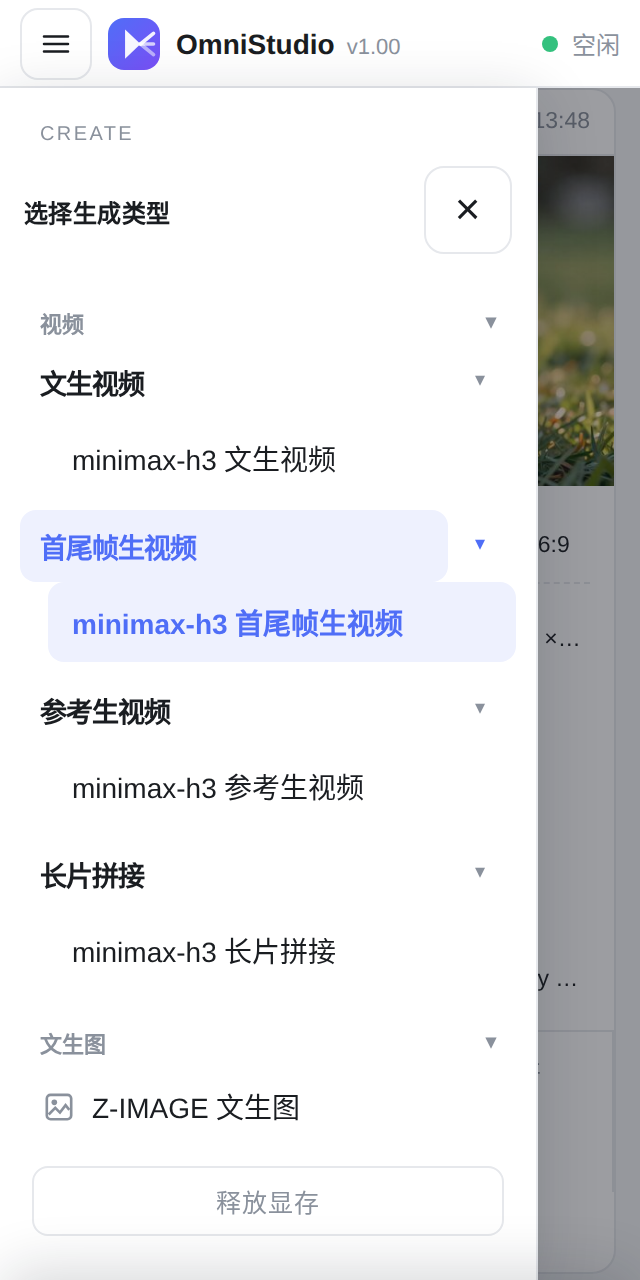 OmniStudio v1.00
空闲
13:48
CREATE
选择生成类型
视频
文生视频
minimax-h3 文生视频
首尾帧生视频
6:9
minimax-h3 首尾帧生视频
×…
参考生视频
minimax-h3 参考生视频
长片拼接
minimax-h3 长片拼接
y …
文生图
Z-IMAGE 文生图
释放显存